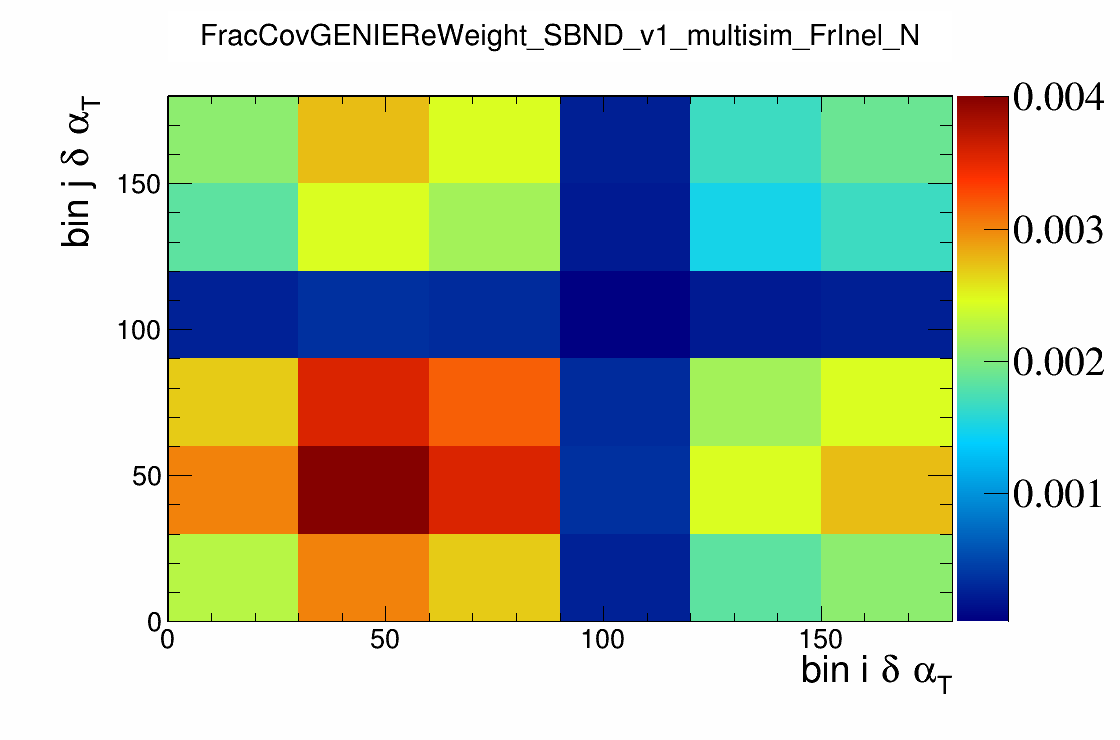 FracCovGENIEReWeight_SBND_v1_multisim_FrInel_N
bin j δ α_T
150
100
50
0
0 50 100 150
bin i δ α_T
0.004
0.003
0.002
0.001